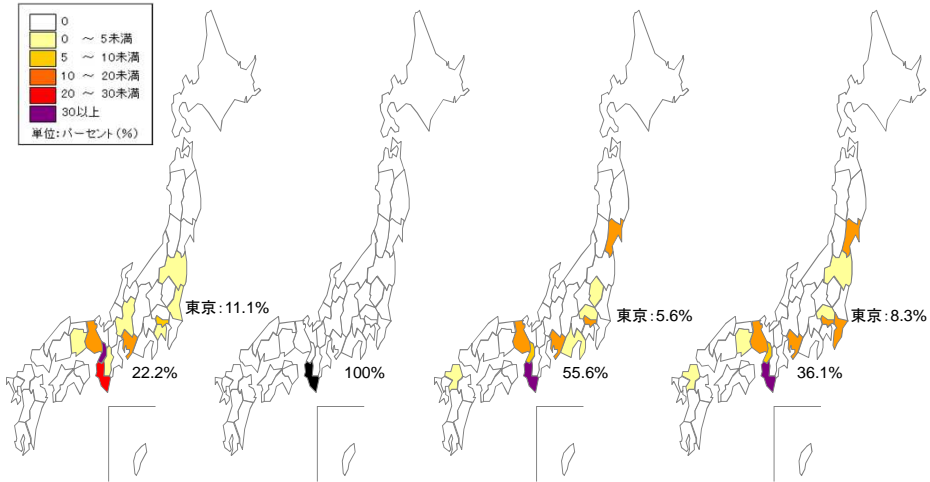 0
0 ～ 5未満
5 ～ 10未満
10 ～ 20未満
20 ～ 30未満
30以上
単位:パーセント(%)
東京:11.1%
22.2%
100%
東京:5.6%
55.6%
東京:8.3%
36.1%